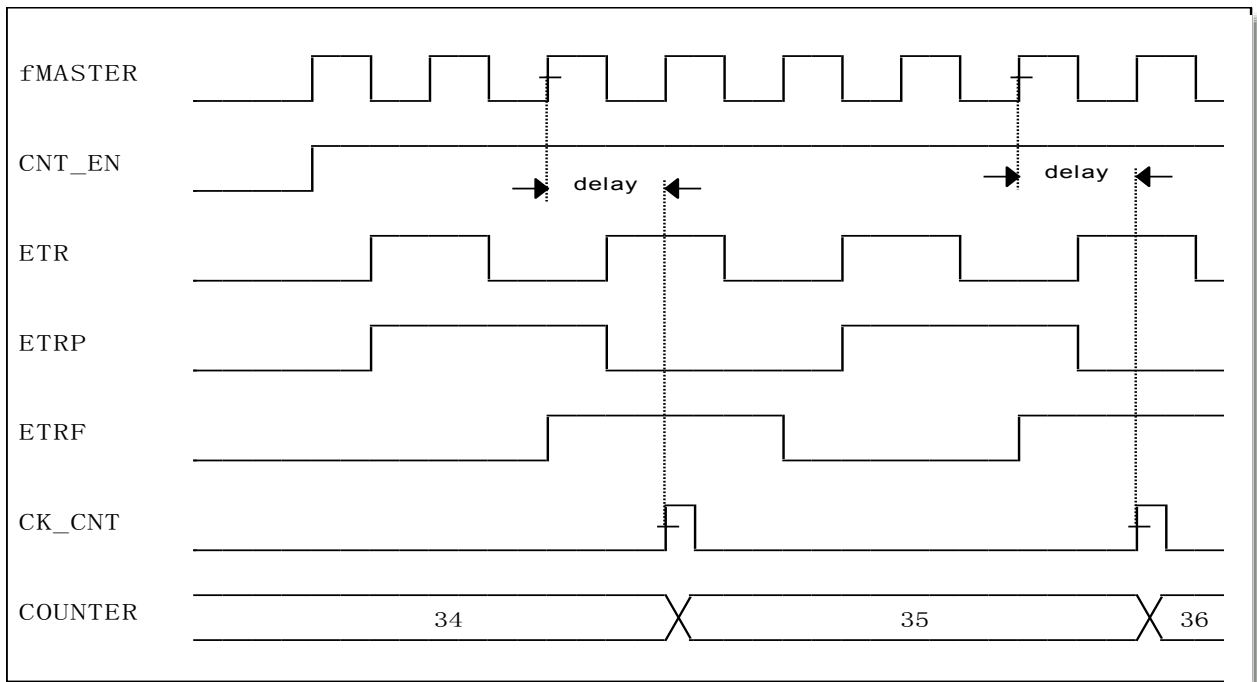 fMASTER
CNT_EN
delay
delay
ETR
ETRP
ETRF
CK_CNT
COUNTER
34
35
36